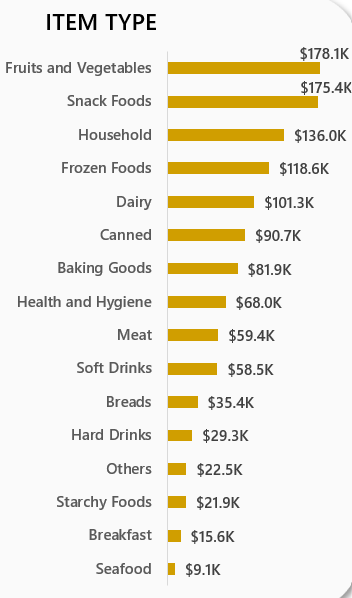 ITEM TYPE
Fruits and Vegetables $178.1K
Snack Foods $175.4K
Household $136.0K
Frozen Foods $118.6K
Dairy $101.3K
Canned $90.7K
Baking Goods $81.9K
Health and Hygiene $68.0K
Meat $59.4K
Soft Drinks $58.5K
Breads $35.4K
Hard Drinks $29.3K
Others $22.5K
Starchy Foods $21.9K
Breakfast $15.6K
Seafood $9.1K